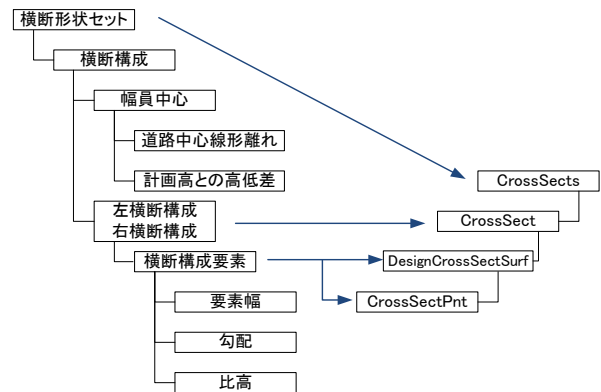 横断形状セット
横断構成
幅員中心
道路中心線形離れ
計画高との高低差
左横断構成
右横断構成
横断構成要素
要素幅
勾配
比高
CrossSects
CrossSect
DesignCrossSectSurf
CrossSectPnt